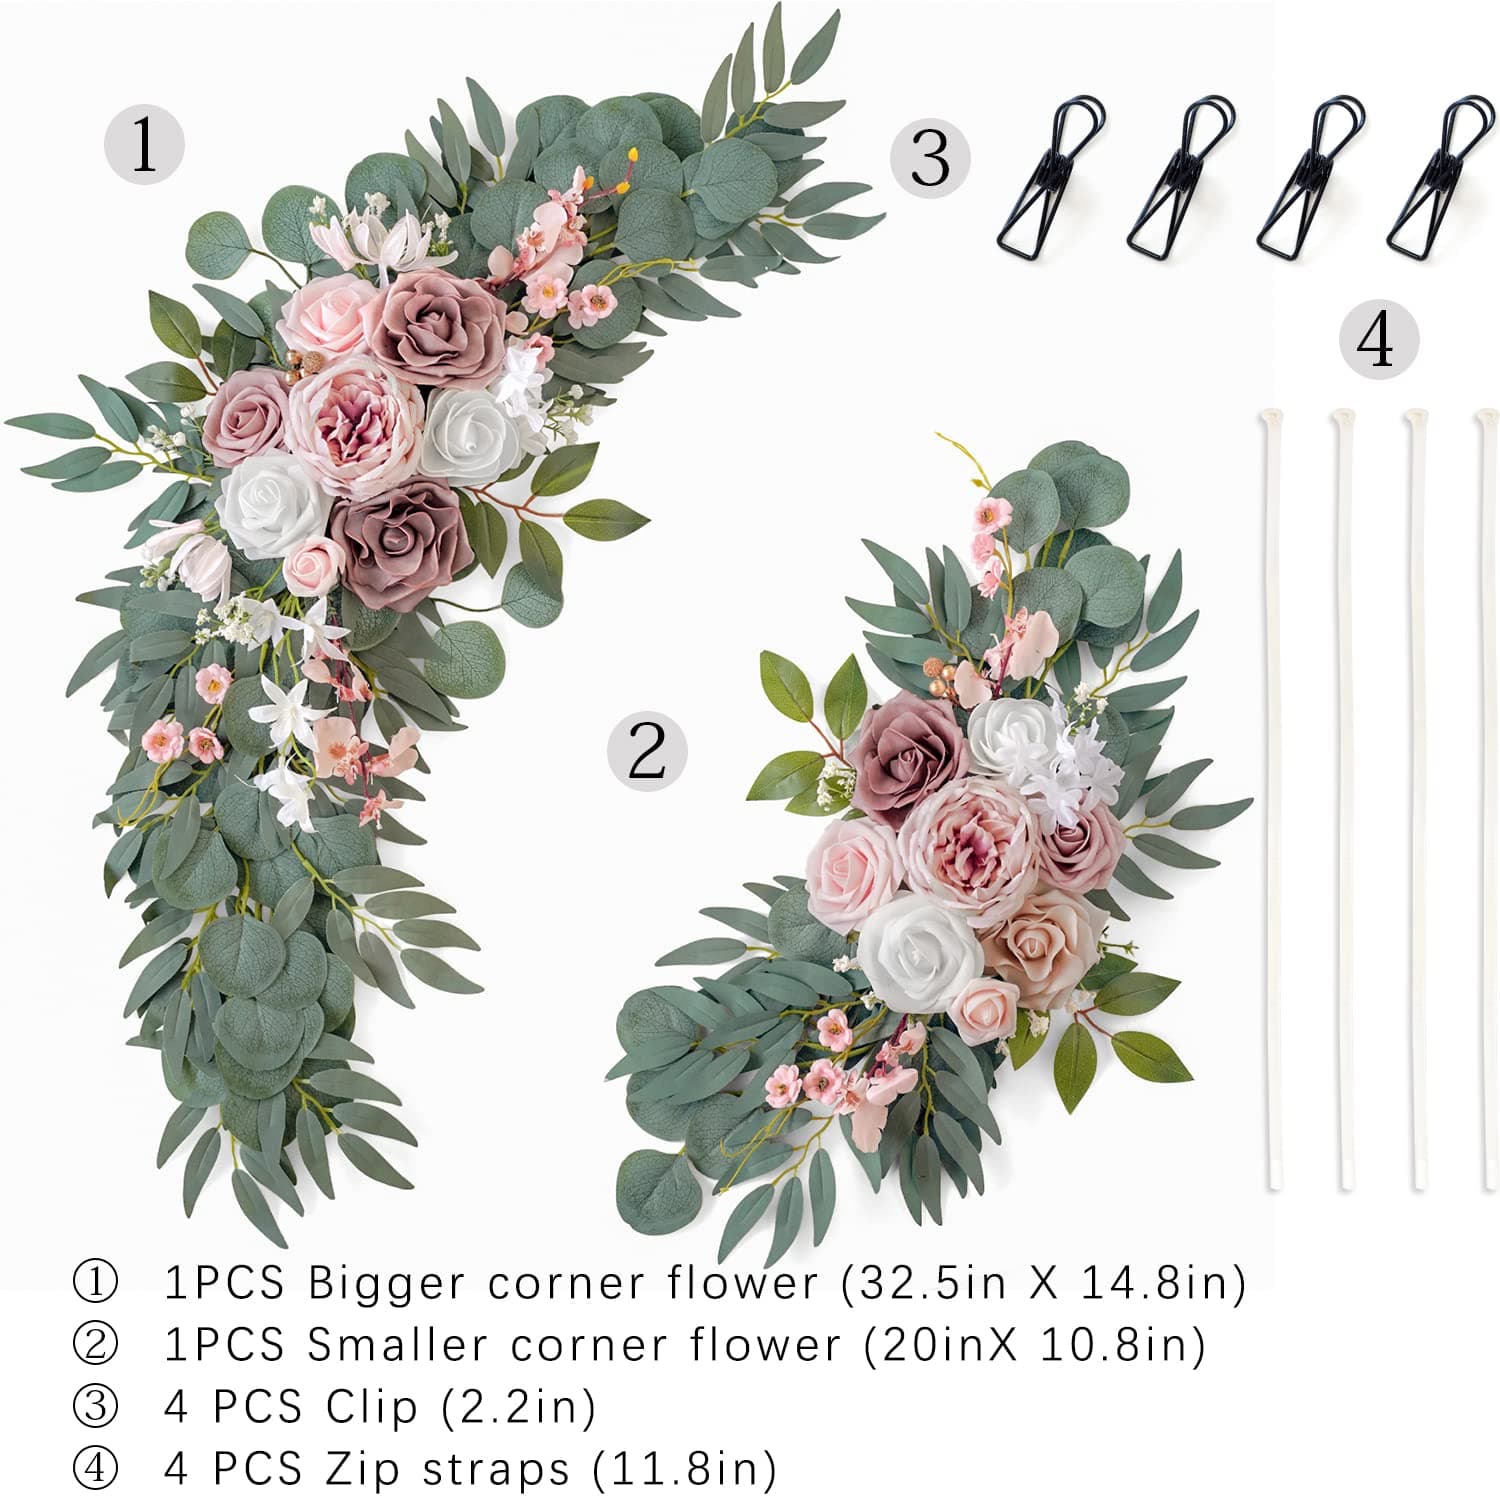 1
3
4
2
① 1PCS Bigger corner flower (32.5in X 14.8in)
② 1PCS Smaller corner flower (20inX 10.8in)
③ 4 PCS Clip (2.2in)
④ 4 PCS Zip straps (11.8in)